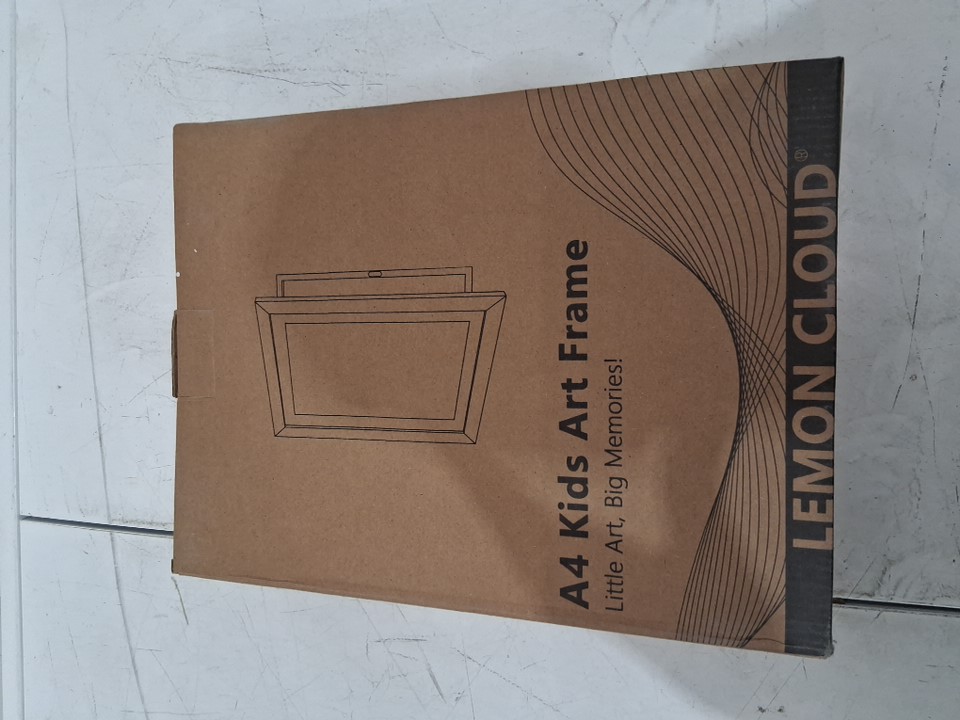 A4 Kids Art Frame
Little Art, Big Memories!
LEMON CLOUD®